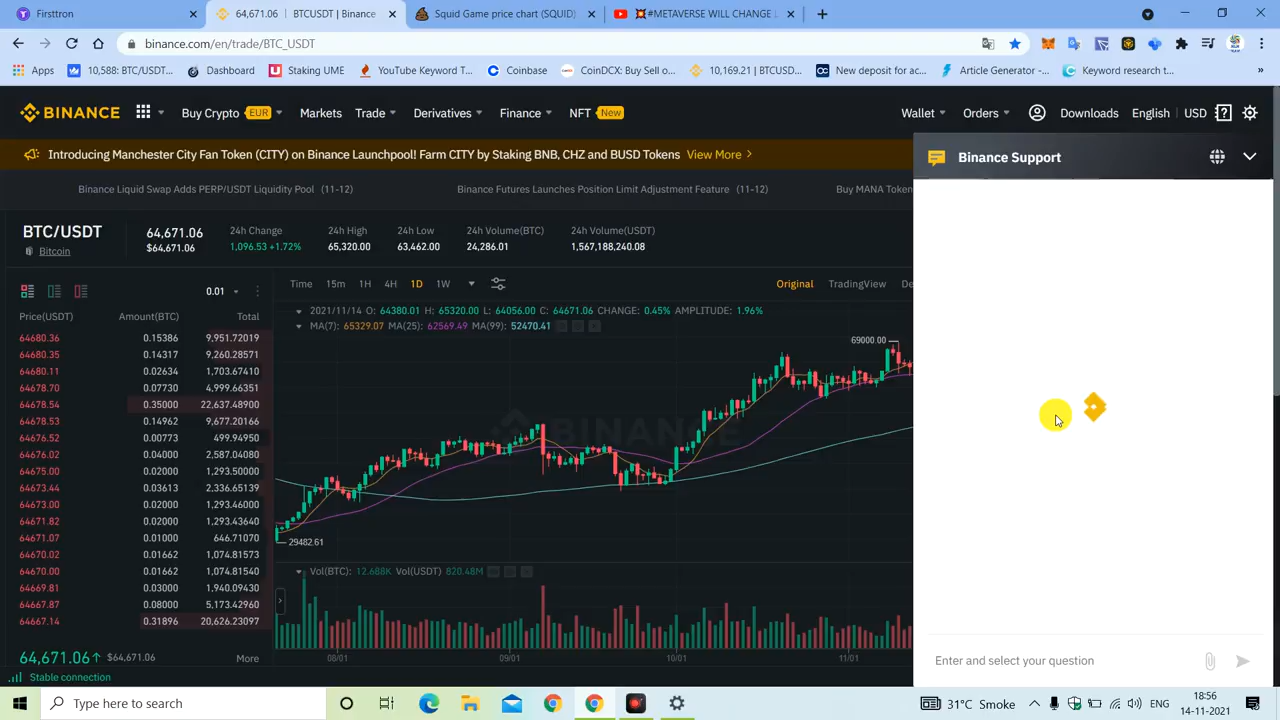 Firstron
64,671.06 | BTCUSDT | Binance
Squid Game price chart (SQUID)
#METAVERSE WILL CHANGE L
binance.com/en/trade/BTC_USDT
Apps
10,588: BTC/USDT...
Dashboard
Staking UME
YouTube Keyword T...
Coinbase
CoinDCX: Buy Sell o...
10,169.21 | BTCUSD...
New deposit for ac...
Article Generator -...
Keyword research t...
»
BINANCE
Buy Crypto EUR
Markets
Trade
Derivatives
Finance
NFT New
Wallet
Orders
Downloads
English
USD
Introducing Manchester City Fan Token (CITY) on Binance Launchpool! Farm CITY by Staking BNB, CHZ and BUSD Tokens View More
Binance Support
Binance Liquid Swap Adds PERP/USDT Liquidity Pool (11-12)
Binance Futures Launches Position Limit Adjustment Feature (11-12)
Buy MANA Token
BTC/USDT
Bitcoin
64,671.06
$64,671.06
24h Change
1,096.53 +1.72%
24h High
65,320.00
24h Low
63,462.00
24h Volume(BTC)
24,286.01
24h Volume(USDT)
1,567,188,240.08
0.01
Time 15m 1H 4H 1D 1W
Original TradingView De
2021/11/14 O: 64380.01 H: 65320.00 L: 64056.00 C: 64671.06 CHANGE: 0.45% AMPLITUDE: 1.96%
MA(7): 65329.07 MA(25): 62569.49 MA(99): 52470.41
Price(USDT) Amount(BTC) Total
64680.36 0.15386 9,951.72019
64680.35 0.14317 9,260.28571
64680.11 0.02634 1,703.67410
64678.70 0.07730 4,999.66351
64678.54 0.35000 22,637.48900
64678.53 0.14962 9,677.20166
64676.52 0.00773 499.94950
64676.02 0.04000 2,587.04080
64675.00 0.02000 1,293.50000
64673.44 0.03613 2,336.65139
64673.00 0.02000 1,293.46000
64671.82 0.02000 1,293.43640
64671.07 0.01000 646.71070
64670.02 0.01662 1,074.81573
64670.00 0.01662 1,074.81540
64669.81 0.03000 1,940.09430
64667.87 0.08000 5,173.42960
64667.14 0.31896 20,626.23097
64,671.06↑ $64,671.06 More
69000.00
BINANCE
29482.61
Vol(BTC): 12.688K Vol(USDT) 820.48M
08/01 09/01 10/01 11/01
Stable connection
Enter and select your question
Type here to search
31°C Smoke
ENG
18:56
14-11-2021